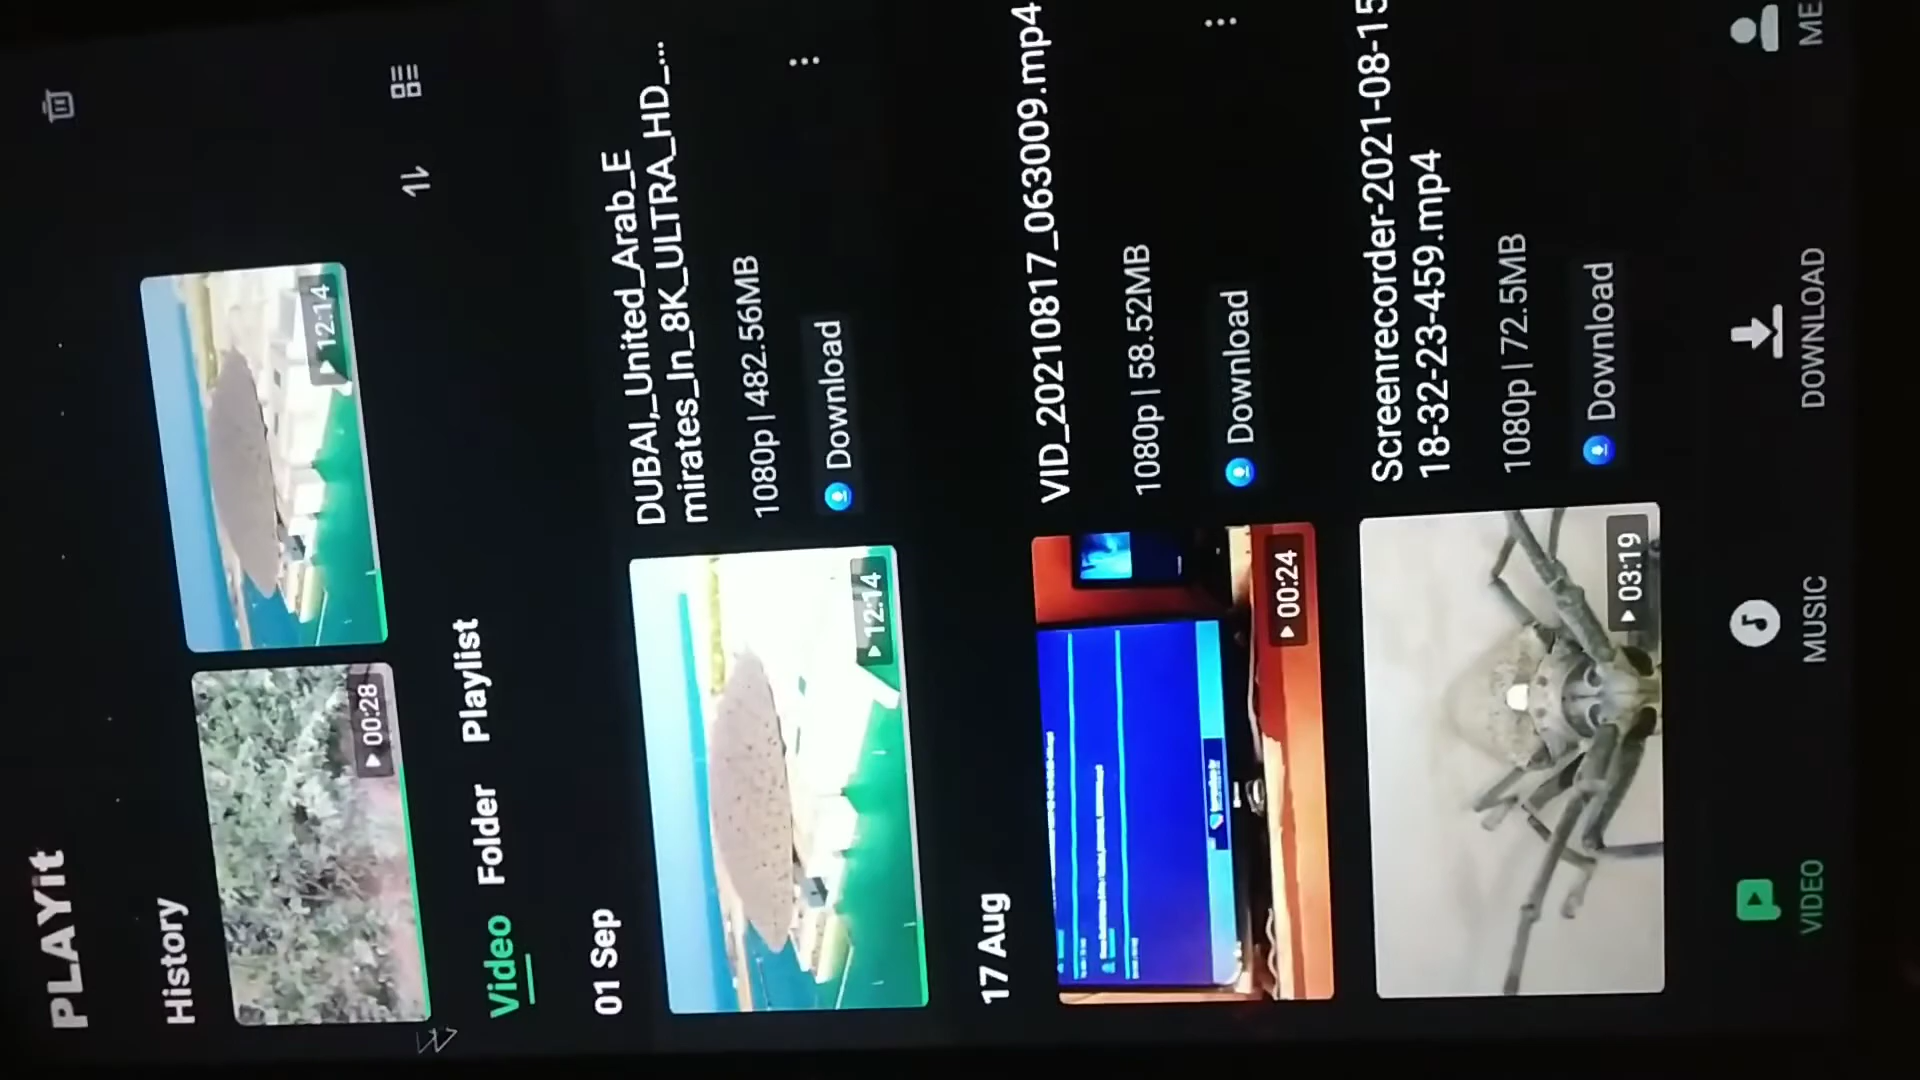 PLAYit
History
00:28
12:14
Video Folder Playlist
01 Sep
12:14
DUBAI,_United_Arab_E
mirates_In_8K_ULTRA_HD_...
1080p | 482.56MB
Download
17 Aug
00:24
VID_20210817_063009.mp4
1080p | 58.52MB
Download
03:19
Screenrecorder-2021-08-15
18-32-23-459.mp4
1080p | 72.5MB
Download
VIDEO
MUSIC
DOWNLOAD
ME